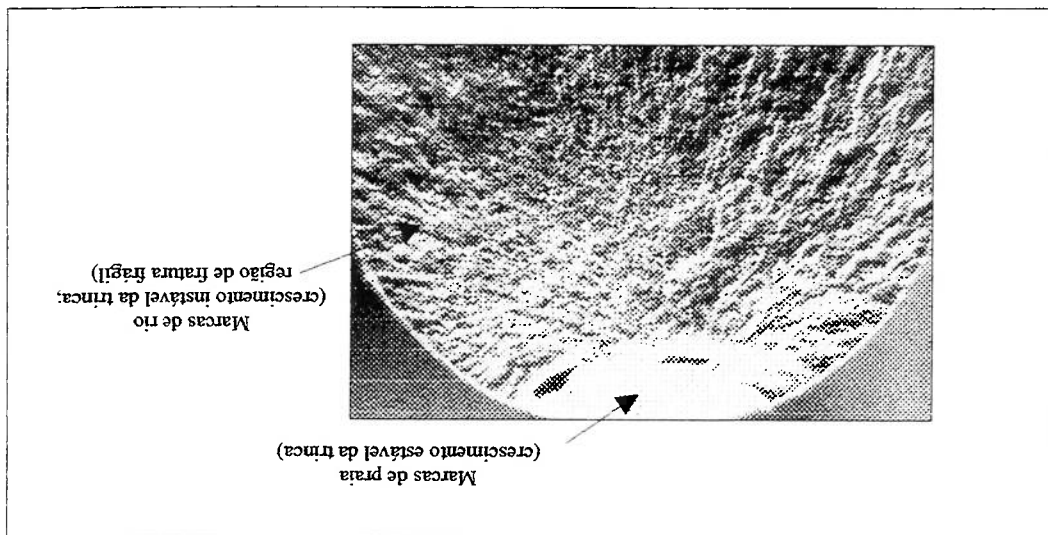 Marcas de praia
(crescimento estável da trinca)
Marcas de rio
(crescimento instável da trinca;
região de fratura frágil)